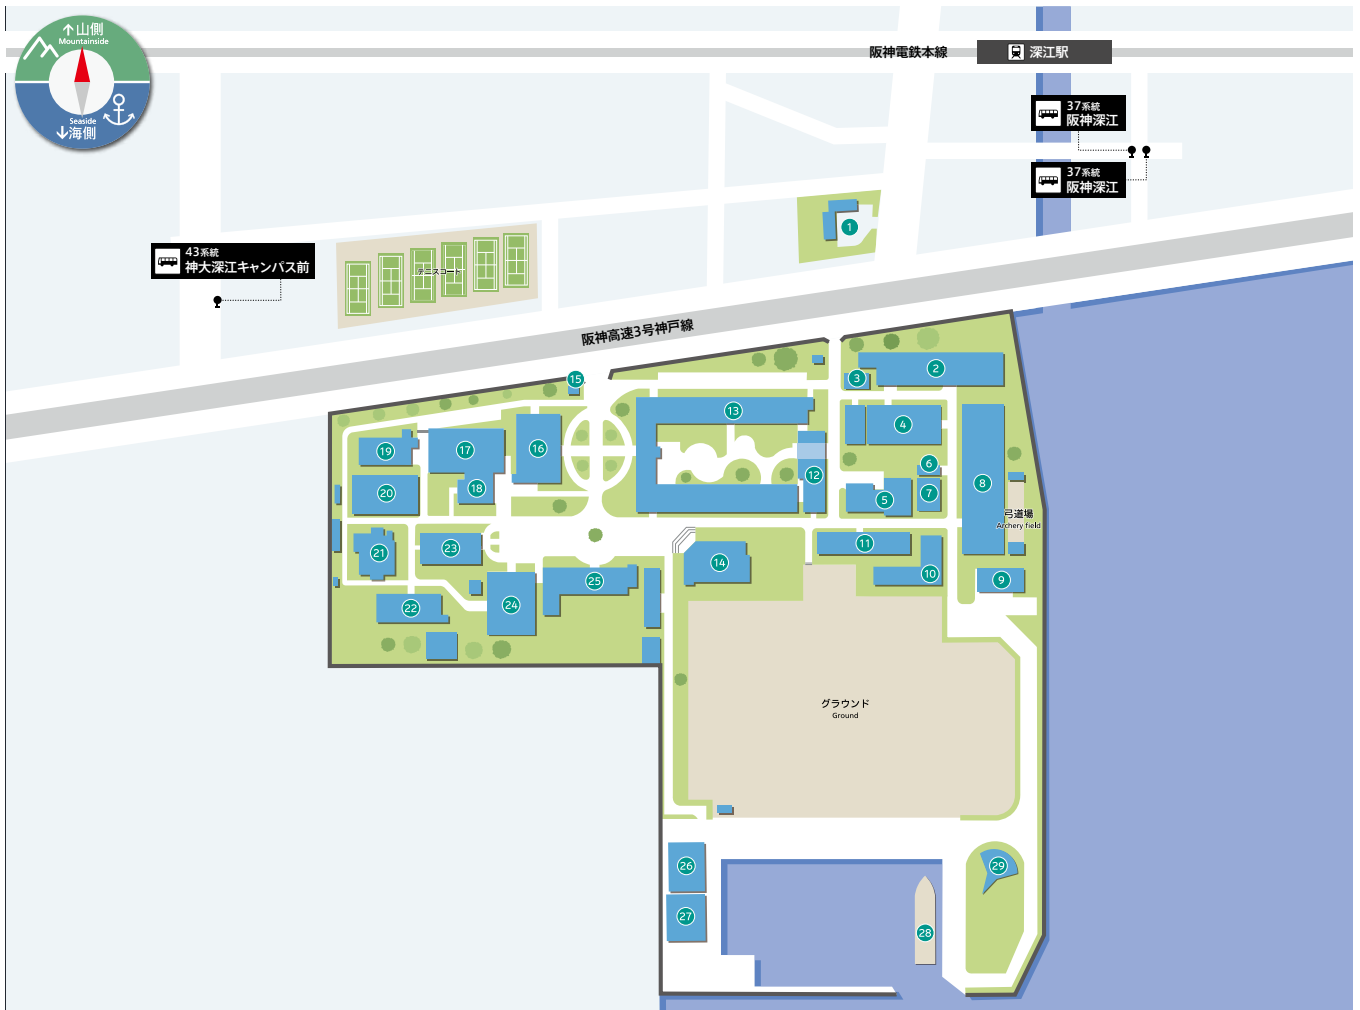 山側
Mountainside
Seaside
海側
阪神電鉄本線
深江駅
37系統
阪神深江
37系統
阪神深江
1
43系統
神大深江キャンパス前
テニスコート
阪神高速3号神戸線
2
3
15
13
4
16
17
19
6
12
18
20
7
8
5
弓道場
Archery field
11
23
21
14
10
9
25
24
22
グラウンド
Ground
26
29
27
28